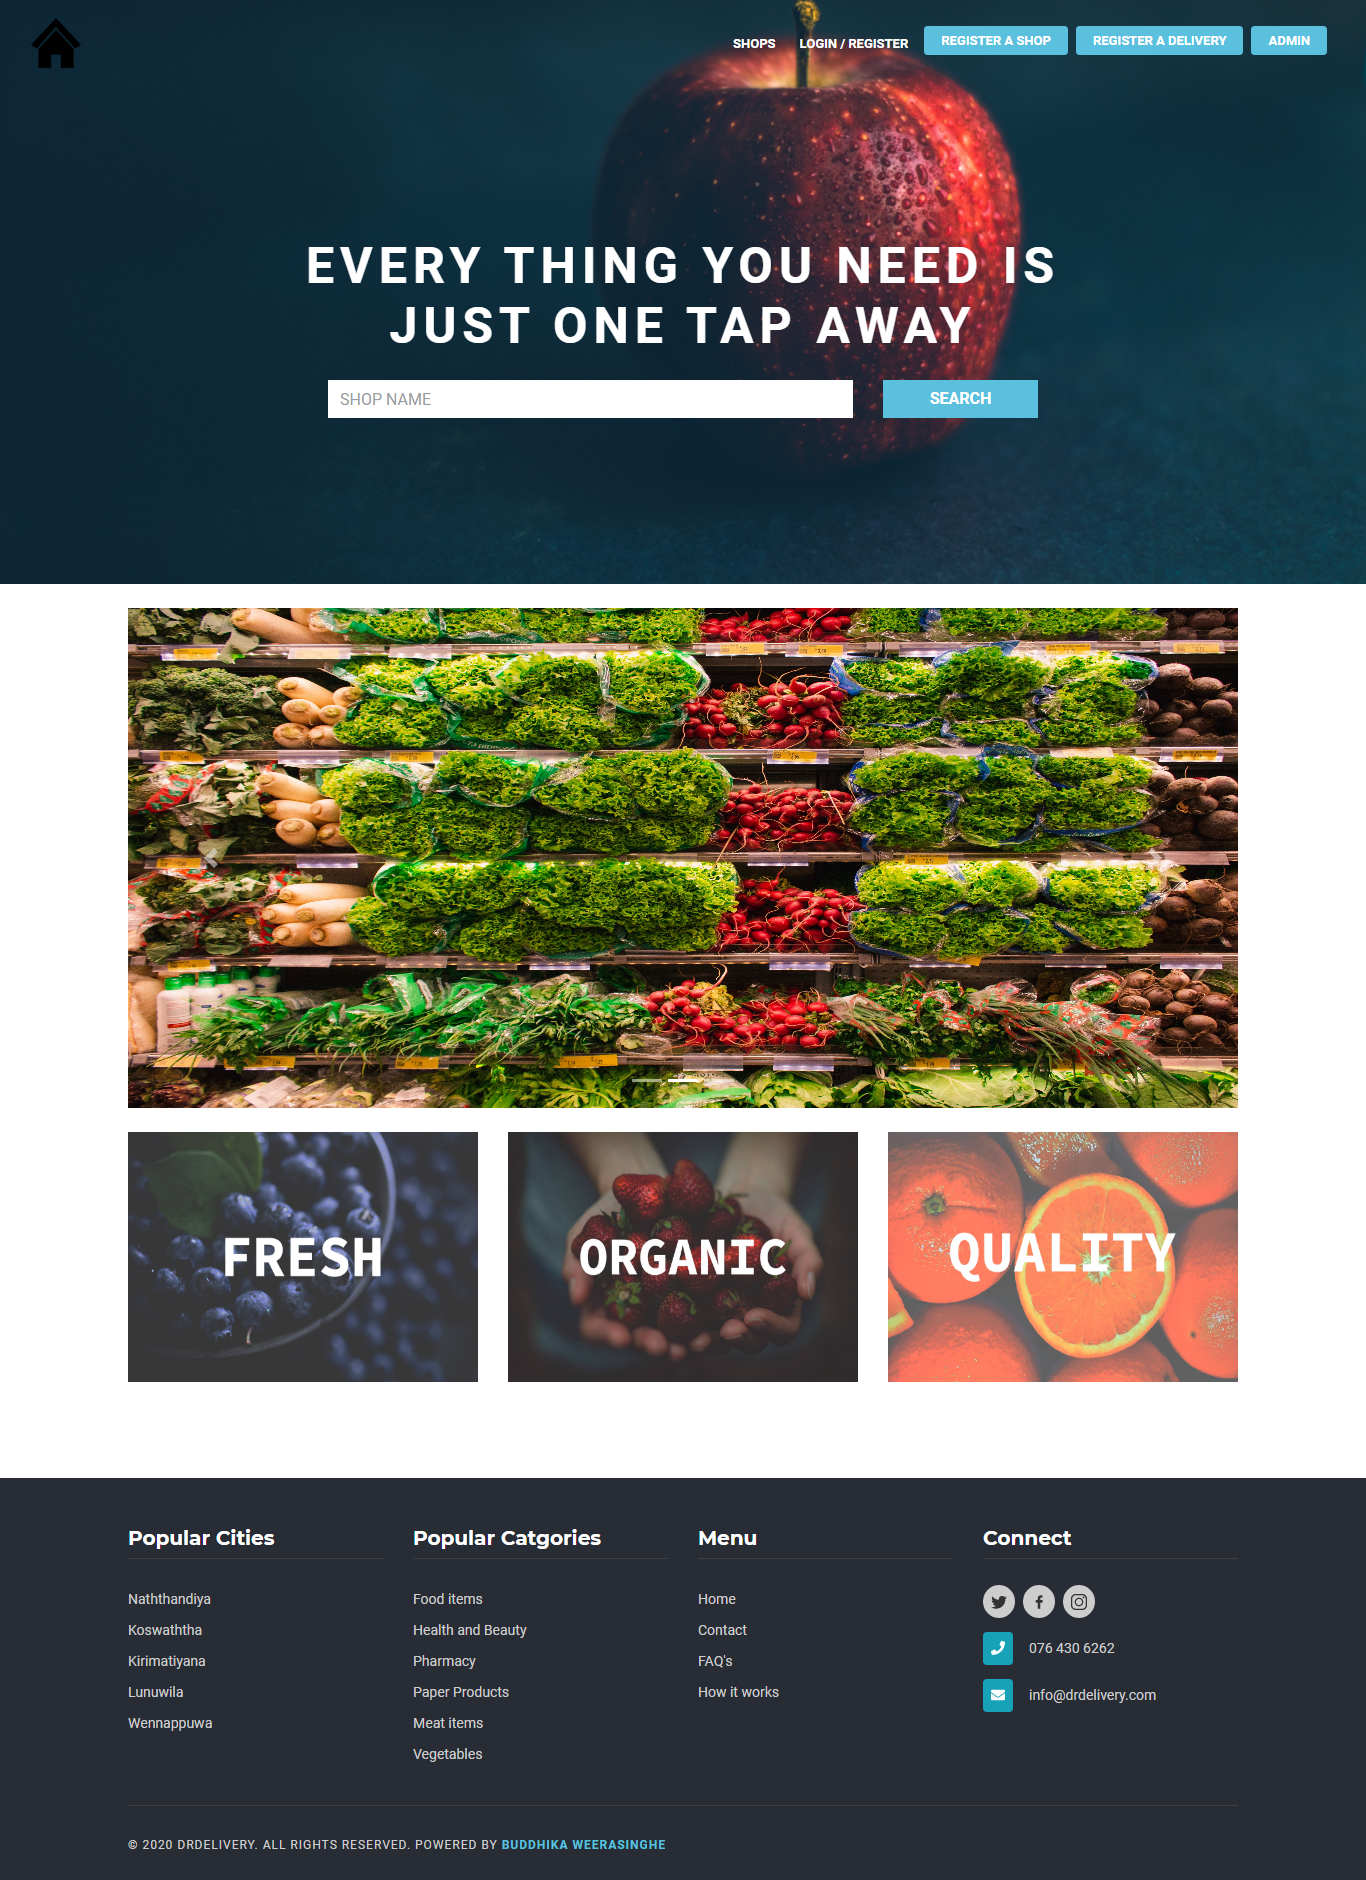 SHOPS
LOGIN / REGISTER
REGISTER A SHOP
REGISTER A DELIVERY
ADMIN
EVERY THING YOU NEED IS
JUST ONE TAP AWAY
SHOP NAME
SEARCH
FRESH
ORGANIC
QUALITY
Popular Cities
Naththandiya
Koswaththa
Kirimatiyana
Lunuwila
Wennappuwa
Popular Catgories
Food items
Health and Beauty
Pharmacy
Paper Products
Meat items
Vegetables
Menu
Home
Contact
FAQ's
How it works
Connect
076 430 6262
info@drdelivery.com
© 2020 DRDELIVERY. ALL RIGHTS RESERVED. POWERED BY BUDDHIKA WEERASINGHE